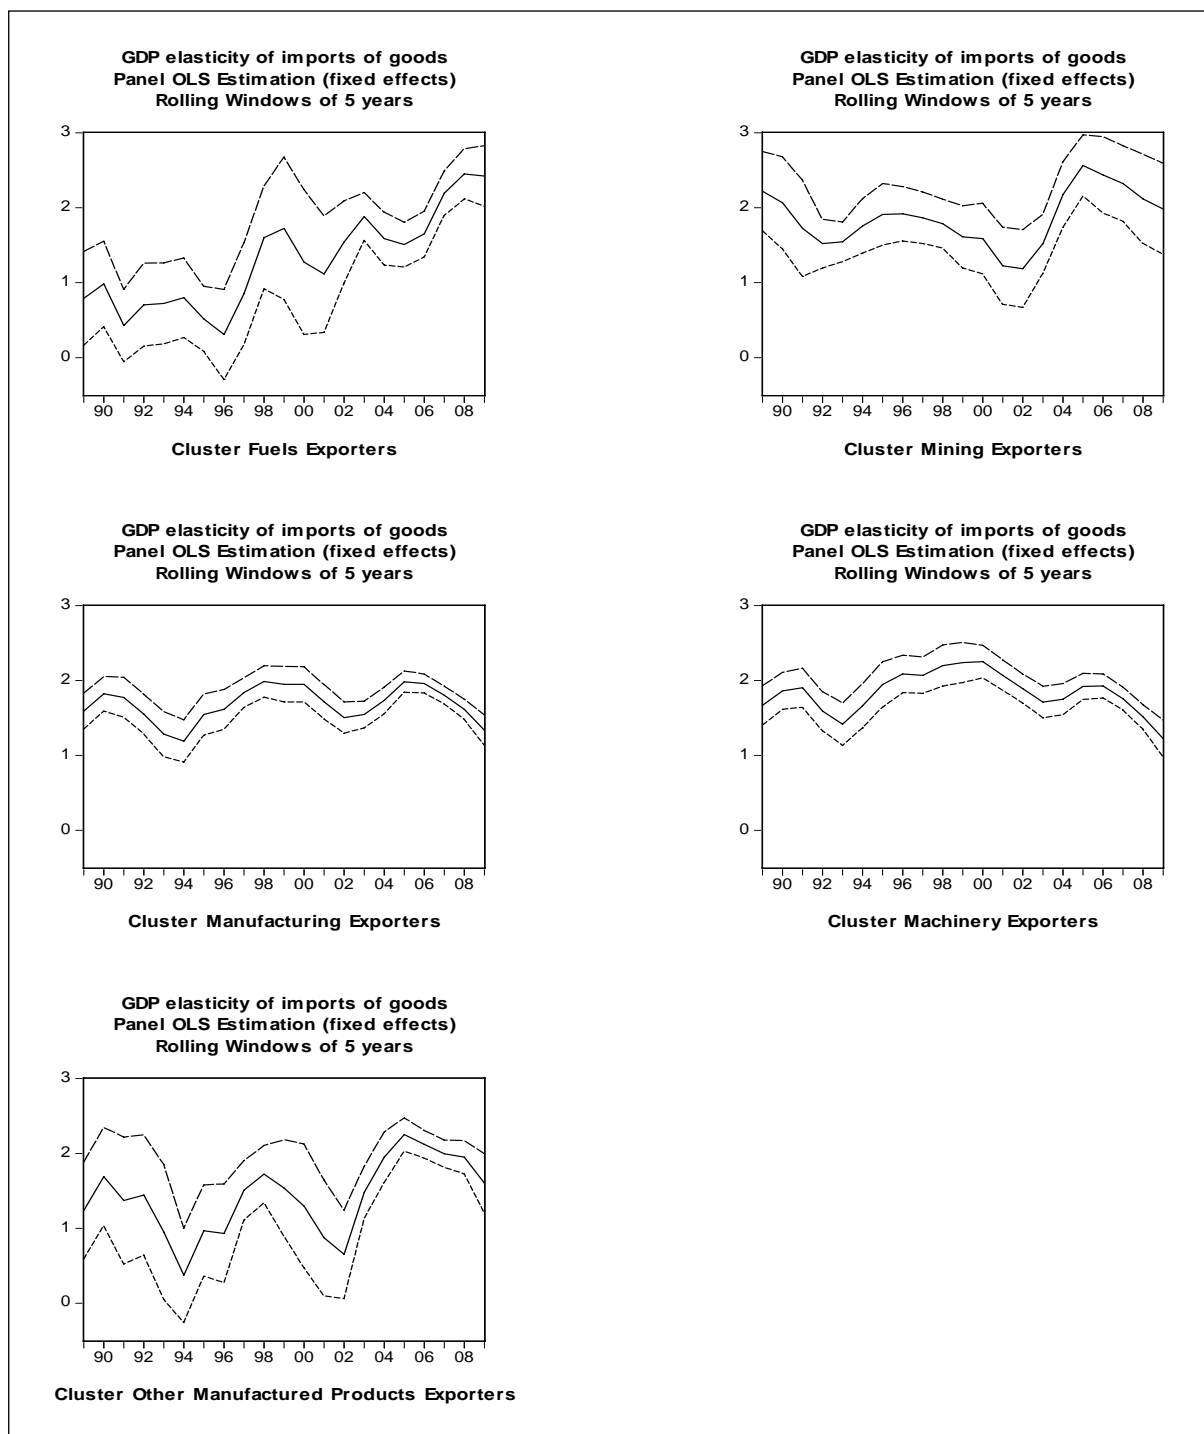 GDP elasticity of imports of goods
Panel OLS Estimation (fixed effects)
Rolling Windows of 5 years
3
2
1
0
90 92 94 96 98 00 02 04 06 08
Cluster Fuels Exporters
GDP elasticity of imports of goods
Panel OLS Estimation (fixed effects)
Rolling Windows of 5 years
3
2
1
0
90 92 94 96 98 00 02 04 06 08
Cluster Mining Exporters
GDP elasticity of imports of goods
Panel OLS Estimation (fixed effects)
Rolling Windows of 5 years
3
2
1
0
90 92 94 96 98 00 02 04 06 08
Cluster Manufacturing Exporters
GDP elasticity of imports of goods
Panel OLS Estimation (fixed effects)
Rolling Windows of 5 years
3
2
1
0
90 92 94 96 98 00 02 04 06 08
Cluster Machinery Exporters
GDP elasticity of imports of goods
Panel OLS Estimation (fixed effects)
Rolling Windows of 5 years
3
2
1
0
90 92 94 96 98 00 02 04 06 08
Cluster Other Manufactured Products Exporters